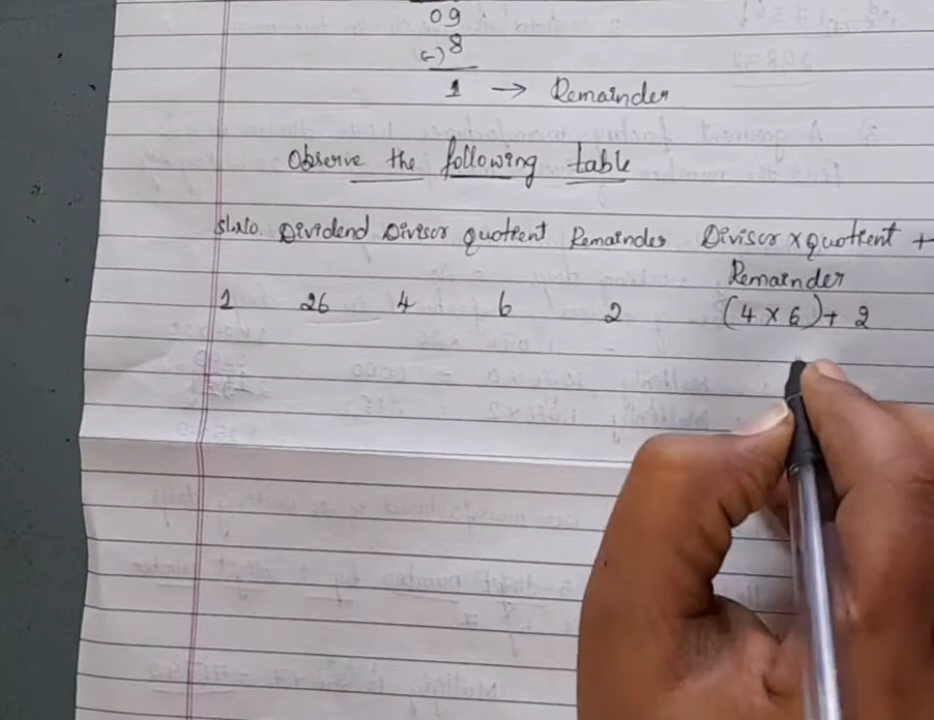 09
(-) 8
1 → Remainder
Observe the following table
Sl.No. Dividend Divisor quotient Remainder Divisor x quotient +
Remainder
1 26 4 6 2 (4 x 6) + 2